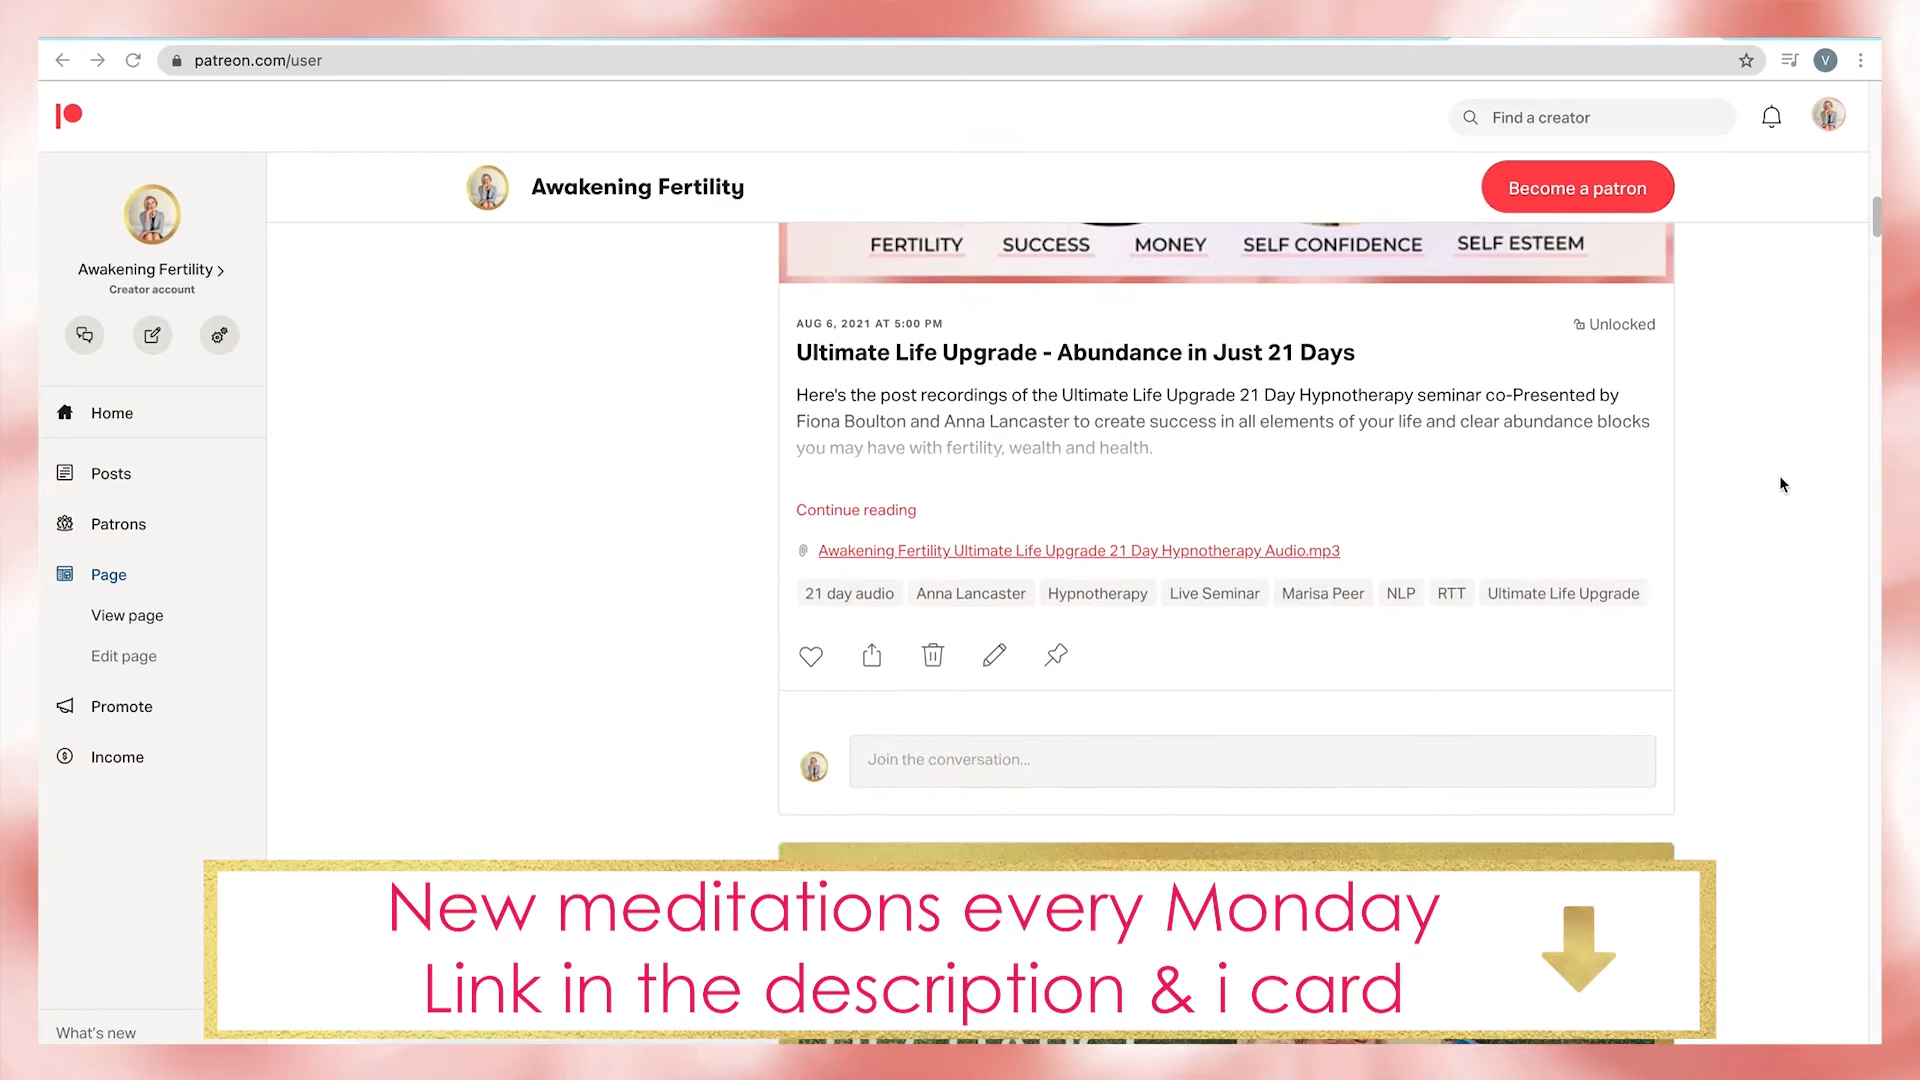 patreon.com/user
V
Find a creator
Awakening Fertility
Become a patron
Awakening Fertility
Creator account
Home
Posts
Patrons
Page
View page
Edit page
Promote
Income
What's new
FERTILITY SUCCESS MONEY SELF CONFIDENCE SELF ESTEEM
AUG 6, 2021 AT 5:00 PM
Unlocked
Ultimate Life Upgrade - Abundance in Just 21 Days
Here's the post recordings of the Ultimate Life Upgrade 21 Day Hypnotherapy seminar co-Presented by
Fiona Boulton and Anna Lancaster to create success in all elements of your life and clear abundance blocks
you may have with fertility, wealth and health.
Continue reading
Awakening Fertility Ultimate Life Upgrade 21 Day Hypnotherapy Audio.mp3
21 day audio Anna Lancaster Hypnotherapy Live Seminar Marisa Peer NLP RTT Ultimate Life Upgrade
Join the conversation...
New meditations every Monday
Link in the description & i card